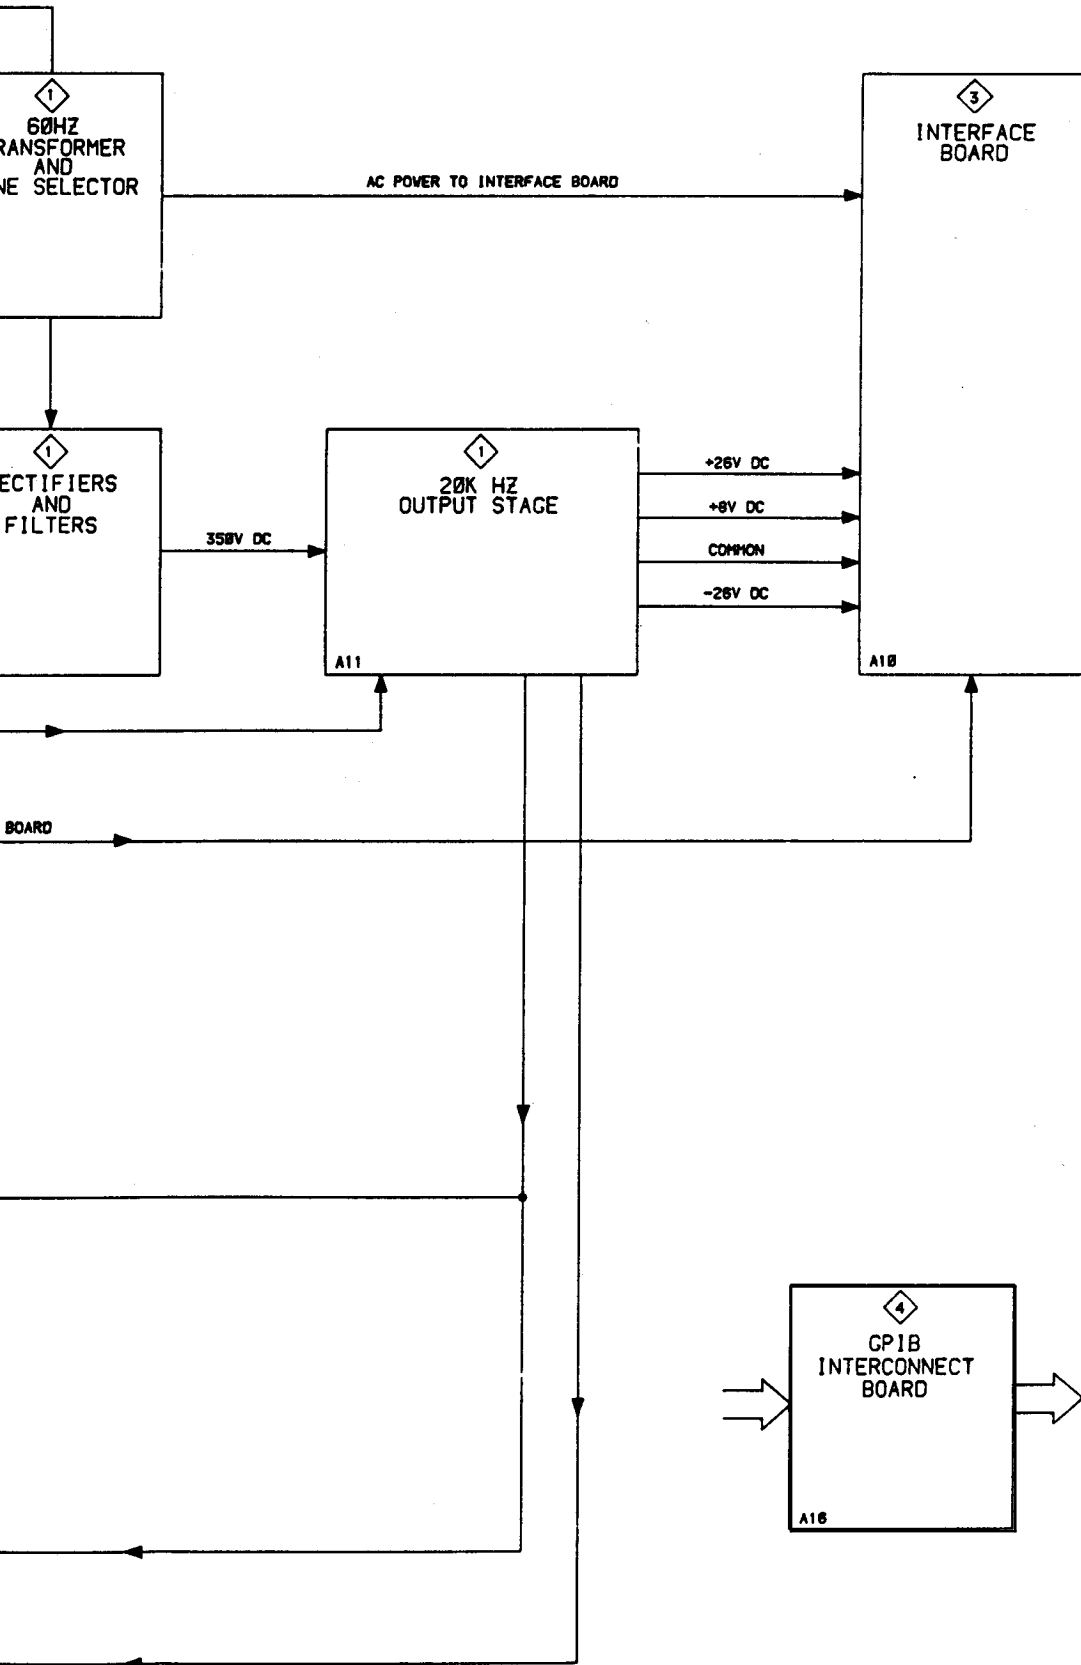 1
60HZ
RANSFORMER
AND
NE SELECTOR
AC POWER TO INTERFACE BOARD
3
INTERFACE
BOARD
1
ECTIFIERS
AND
FILTERS
350V DC
1
20K HZ
OUTPUT STAGE
A11
+26V DC
+8V DC
COMMON
-26V DC
A10
BOARD
4
GPIB
INTERCONNECT
BOARD
A16